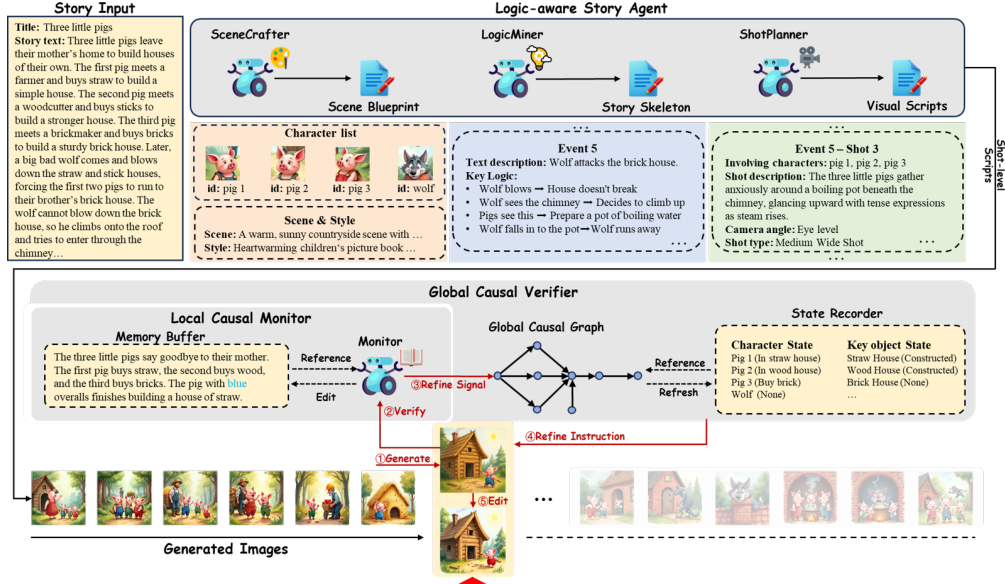 Story Input
Title: Three little pigs
Story text: Three little pigs leave
their mother's home to build houses
of their own. The first pig meets a
farmer and buys straw to build a
simple house. The second pig meets
a woodcutter and buys sticks to
build a stronger house. The third pig
meets a brickmaker and buys bricks
to build a sturdy brick house. Later,
a big bad wolf comes and blows
down the straw and stick houses,
forcing the first two pigs to run to
their brother's brick house. The
wolf cannot blow down the brick
house, so he climbs onto the roof
and tries to enter through the
chimney…
Logic-aware Story Agent
SceneCrafter
Scene Blueprint
LogicMiner
Story Skeleton
ShotPlanner
Visual Scripts
Shot-level
Scripts
Character list
id: pig 1
id: pig 2
id: pig 3
id: wolf
Scene & Style
Scene: A warm, sunny countryside scene with …
Style: Heartwarming children's picture book …
…
Event 5
Text description: Wolf attacks the brick house.
Key Logic:
• Wolf blows → House doesn't break
• Wolf sees the chimney → Decides to climb up
• Pigs see this → Prepare a pot of boiling water
• Wolf falls in to the pot→Wolf runs away
…
…
Event 5 – Shot 3
Involving characters: pig 1, pig 2, pig 3
Shot description: The three little pigs gather
anxiously around a boiling pot beneath the
chimney, glancing upward with tense expressions
as steam rises.
Camera angle: Eye level
Shot type: Medium Wide Shot
…
…
Global Causal Verifier
Local Causal Monitor
Memory Buffer
The three little pigs say goodbye to their mother.
The first pig buys straw, the second buys wood,
and the third buys bricks. The pig with blue
overalls finishes building a house of straw.
Reference
Edit
Monitor
③Refine Signal
②Verify
Global Causal Graph
Reference
Refresh
State Recorder
Character State
Pig 1 (In straw house)
Pig 2 (In wood house)
Pig 3 (Buy brick)
Wolf (None)
Key object State
Straw House (Constructed)
Wood House (Constructed)
Brick House (None)
…
④Refine Instruction
①Generate
⑤Edit
…
Generated Images